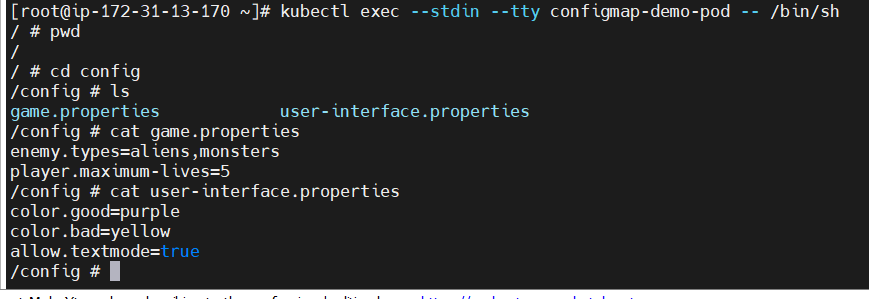 [root@ip-172-31-13-170 ~]# kubectl exec --stdin --tty configmap-demo-pod -- /bin/sh
/ # pwd
/
/ # cd config
/config # ls
game.properties user-interface.properties
/config # cat game.properties
enemy.types=aliens,monsters
player.maximum-lives=5
/config # cat user-interface.properties
color.good=purple
color.bad=yellow
allow.textmode=true
/config #